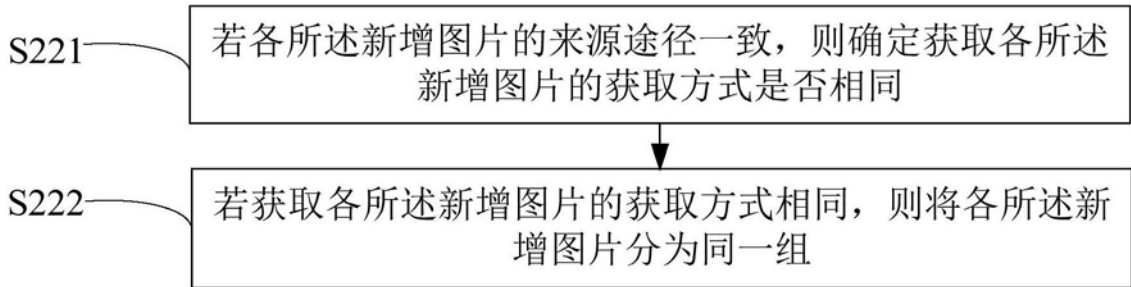 S221
若各所述新增图片的来源途径一致，则确定获取各所述
新增图片的获取方式是否相同
S222
若获取各所述新增图片的获取方式相同，则将各所述新
增图片分为同一组